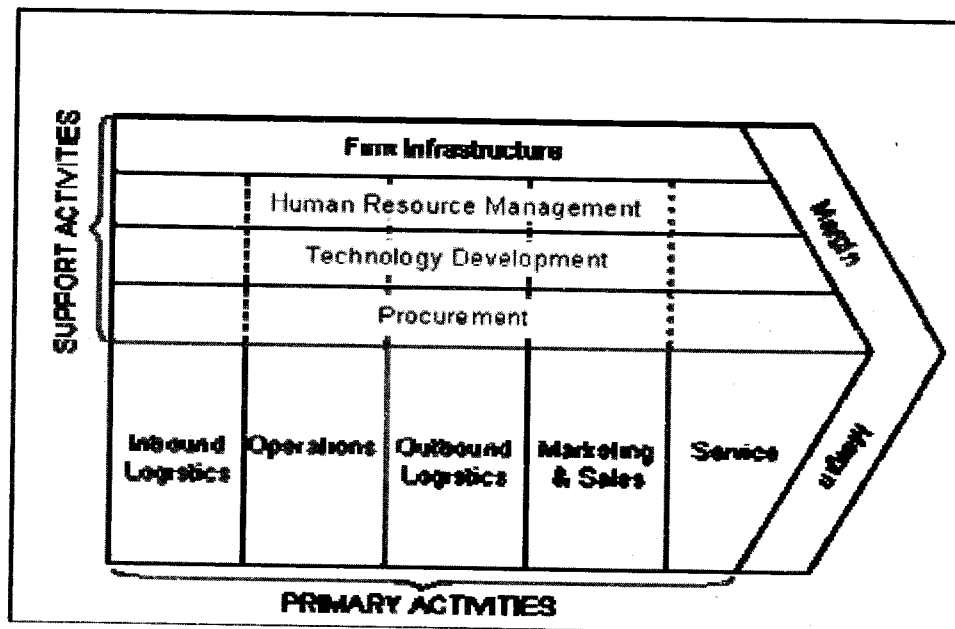 SUPPORT ACTIVITIES
Firm Infrastructure
Human Resource Management
Technology Development
Procurement
Inbound
Logistics
Operations
Outbound
Logistics
Marketing
& Sales
Service
Margin
Margin
PRIMARY ACTIVITIES